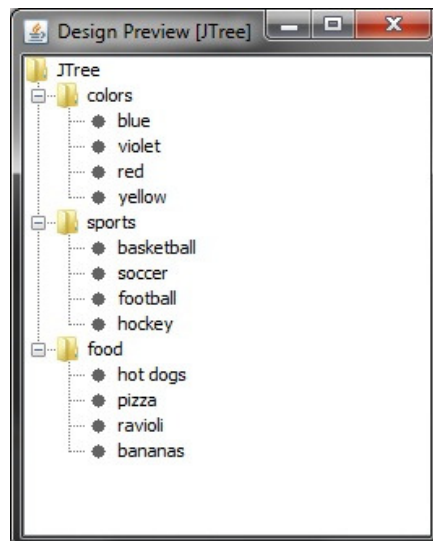 Design Preview [JTree]
JTree
colors
blue
violet
red
yellow
sports
basketball
soccer
football
hockey
food
hot dogs
pizza
ravioli
bananas